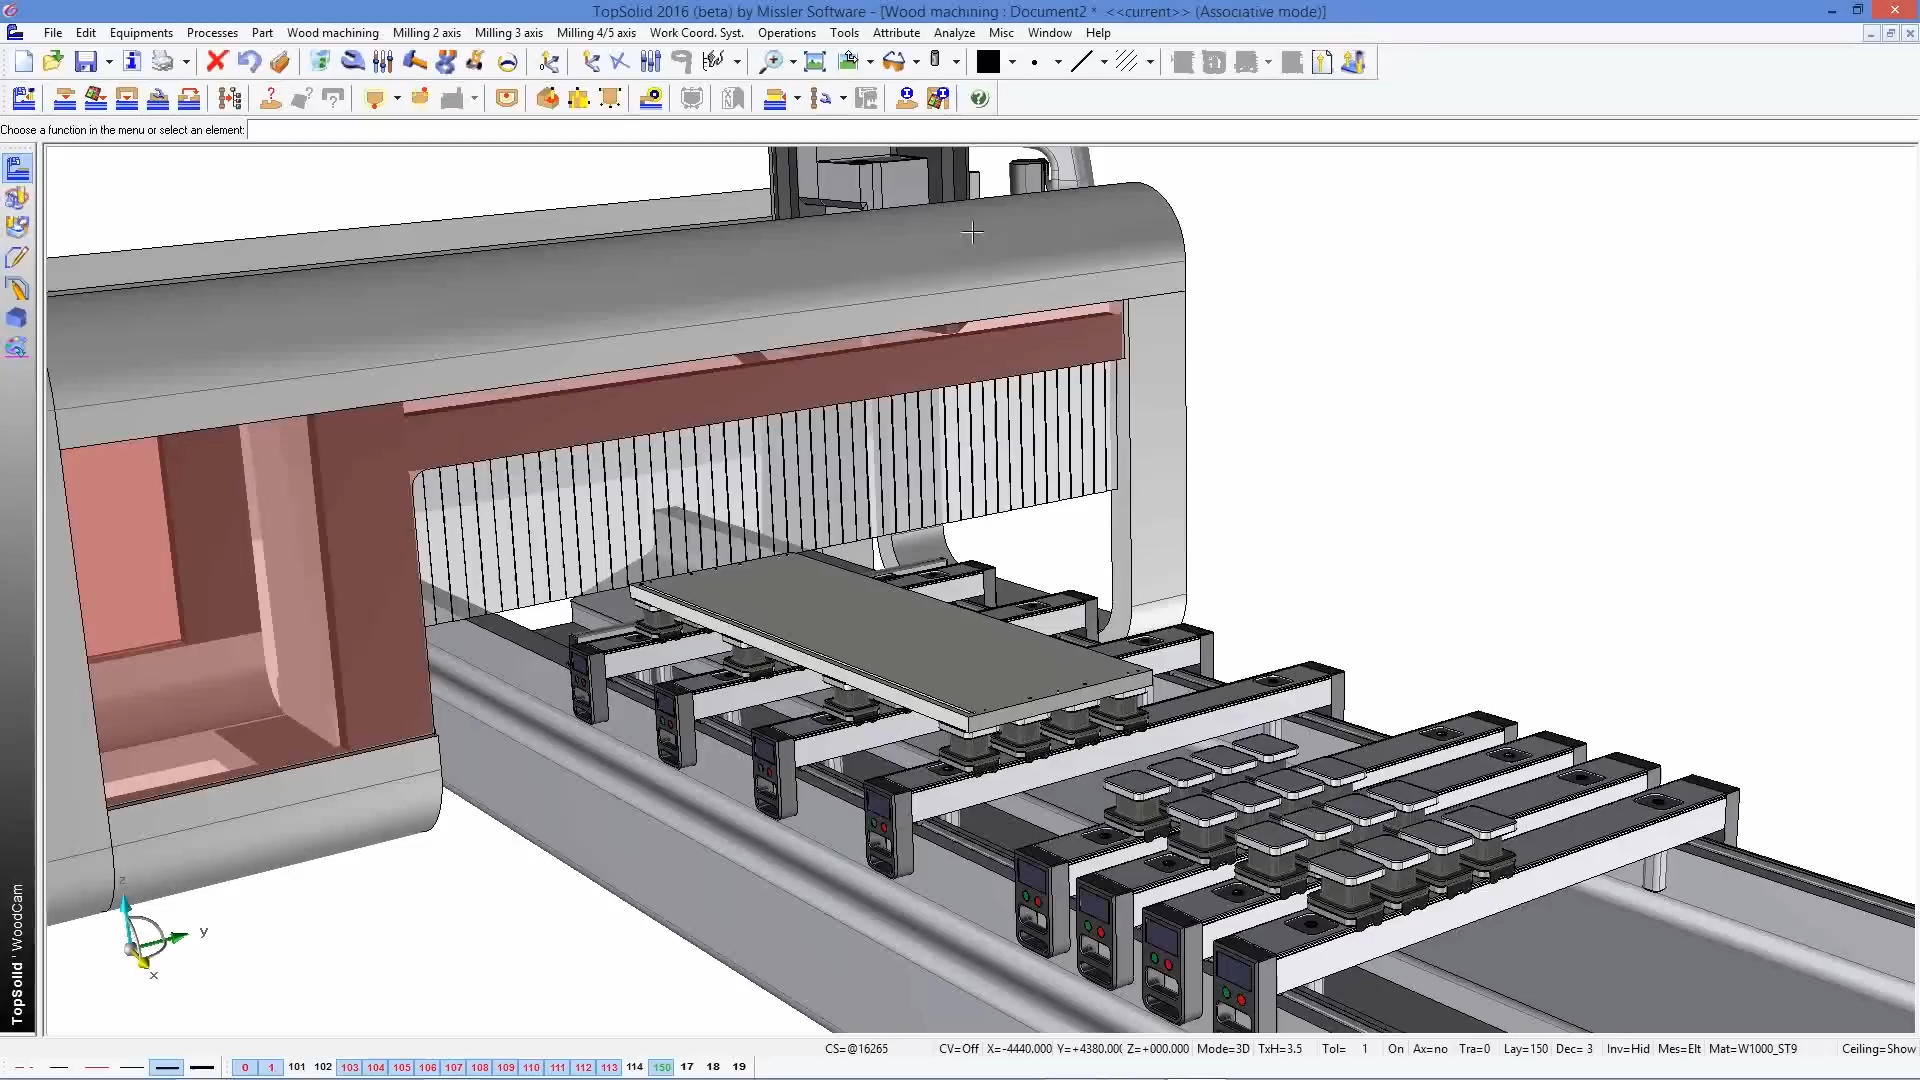 TopSolid 2016 (beta) by Missler Software - [Wood machining : Document2 * <<current>> (Associative mode)]
File Edit Equipments Processes Part Wood machining Milling 2 axis Milling 3 axis Milling 4/5 axis Work Coord. Syst. Operations Tools Attribute Analyze Misc Window Help
Choose a function in the menu or select an element:
z
y
x
TopSolid'WoodCam
CS=@16265 CV=Off X=-4440.000 Y=+4380.00( Z=+000.000 Mode=3D TxH=3.5 Tol= 1 On Ax=no Tra=0 Lay=150 Dec= 3 Inv=Hid Mes=Elt Mat=W1000_ST9 Ceiling=Show
0 1 101 102 103 104 105 106 107 108 109 110 111 112 113 114 150 17 18 19